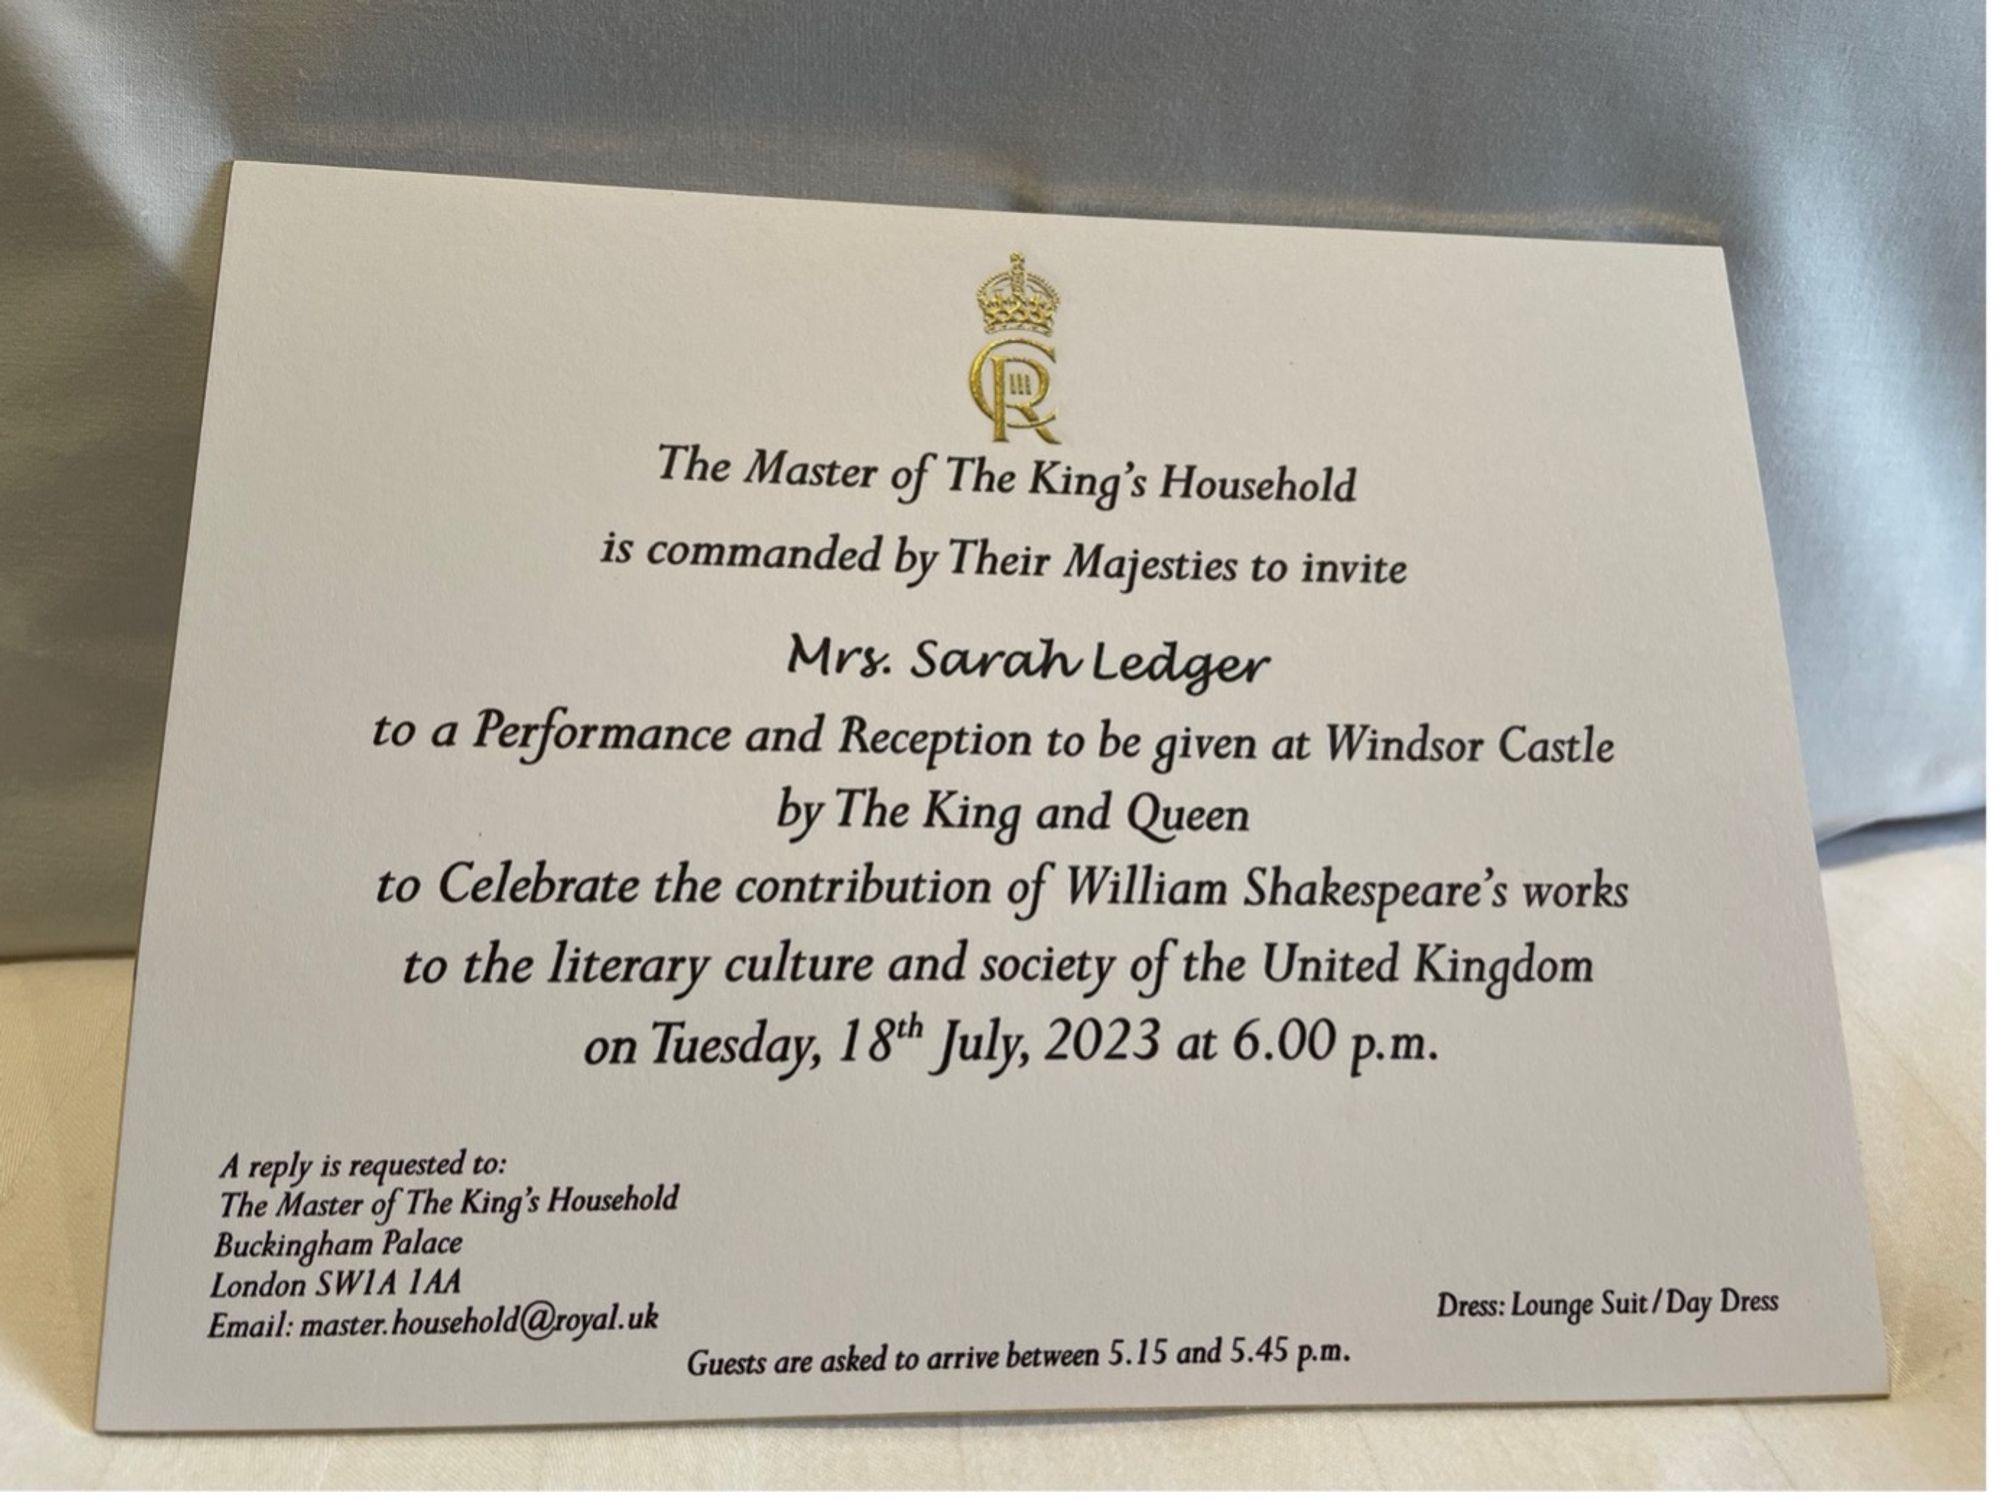 CR III
The Master of The King's Household
is commanded by Their Majesties to invite
Mrs. Sarah Ledger
to a Performance and Reception to be given at Windsor Castle
by The King and Queen
to Celebrate the contribution of William Shakespeare's works
to the literary culture and society of the United Kingdom
on Tuesday, 18th July, 2023 at 6.00 p.m.
A reply is requested to:
The Master of The King's Household
Buckingham Palace
London SW1A 1AA
Email: master.household@royal.uk
Dress: Lounge Suit/Day Dress
Guests are asked to arrive between 5.15 and 5.45 p.m.